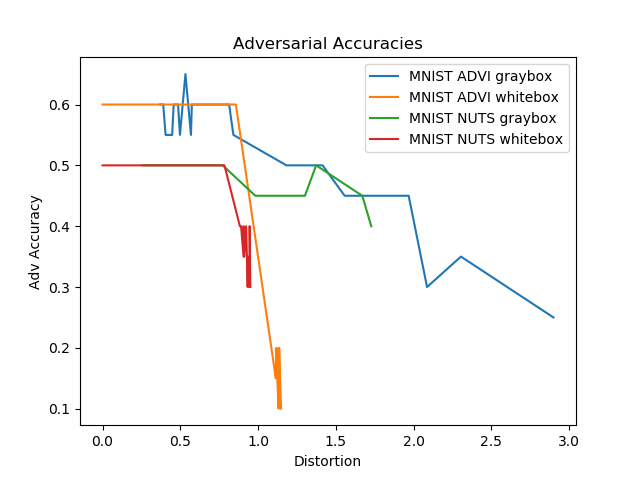 Adversarial Accuracies
MNIST ADVI graybox
MNIST ADVI whitebox
MNIST NUTS graybox
MNIST NUTS whitebox
Adv Accuracy
0.6
0.5
0.4
0.3
0.2
0.1
0.0 0.5 1.0 1.5 2.0 2.5 3.0
Distortion